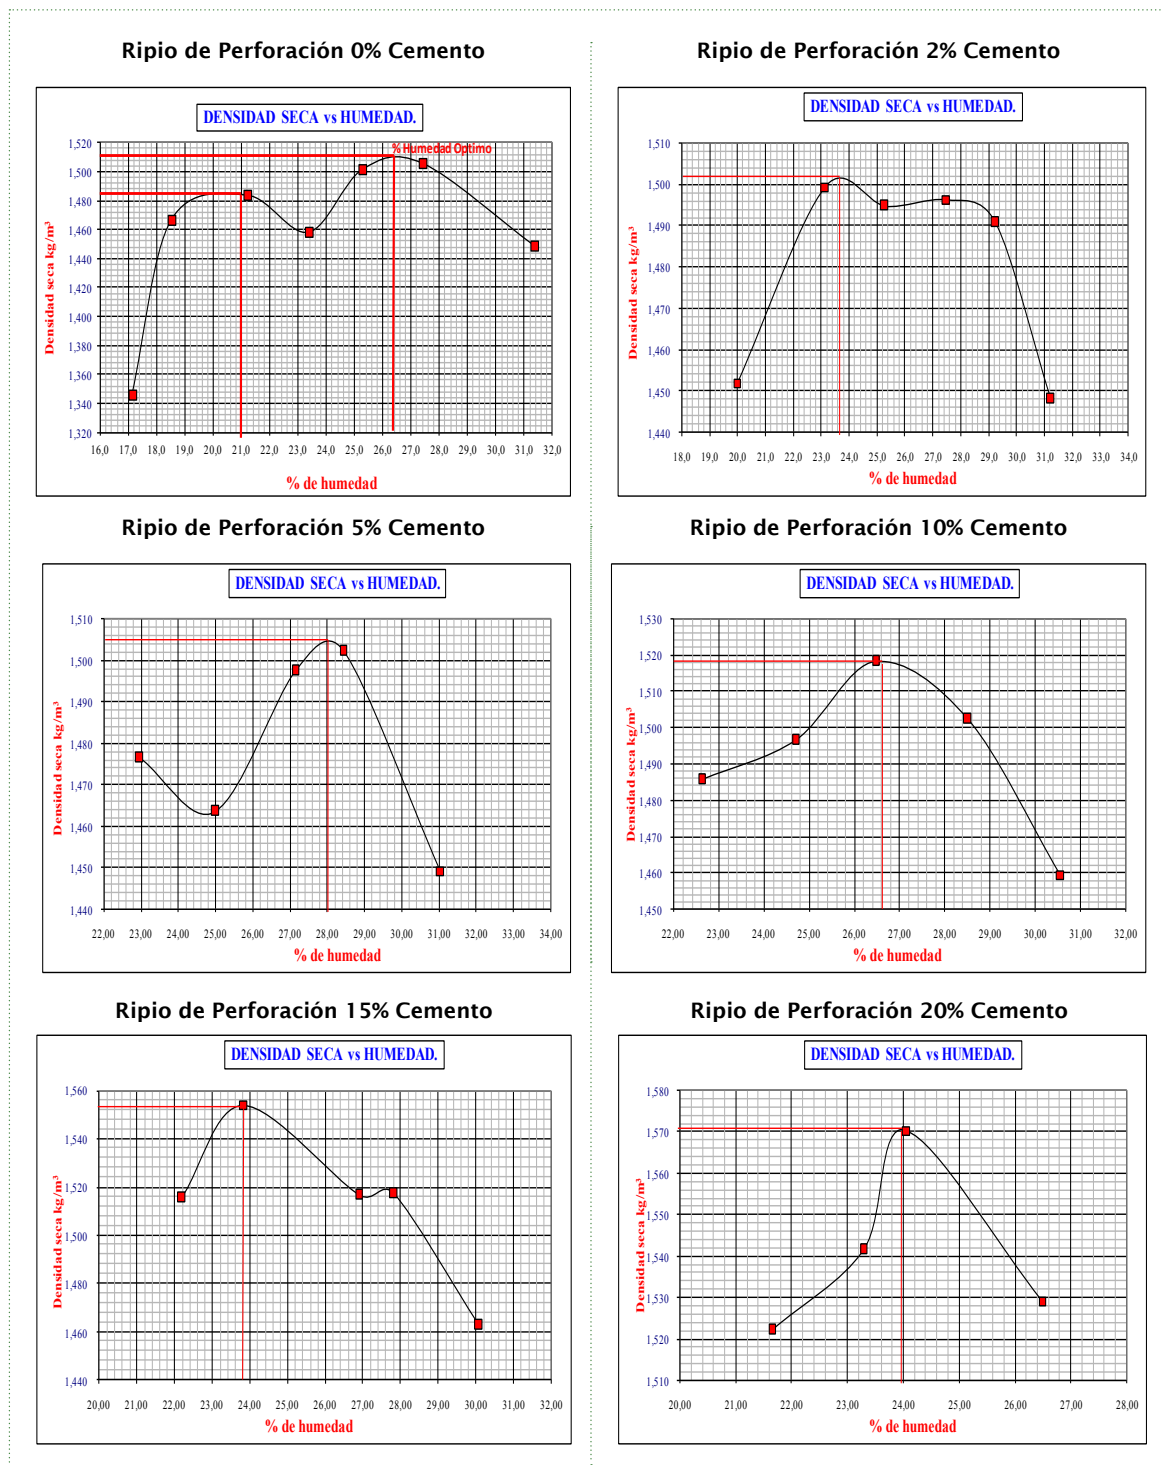 Ripio de Perforación 0% Cemento
DENSIDAD SECA vs HUMEDAD.
% Humedad Optimo
Densidad seca kg/m³
1,520
1,500
1,480
1,460
1,440
1,420
1,400
1,380
1,360
1,340
1,320
16,0 17,0 18,0 19,0 20,0 21,0 22,0 23,0 24,0 25,0 26,0 27,0 28,0 29,0 30,0 31,0 32,0
% de humedad
Ripio de Perforación 2% Cemento
DENSIDAD SECA vs HUMEDAD.
Densidad seca kg/m³
1,510
1,500
1,490
1,480
1,470
1,460
1,450
1,440
18,0 19,0 20,0 21,0 22,0 23,0 24,0 25,0 26,0 27,0 28,0 29,0 30,0 31,0 32,0 33,0 34,0
% de humedad
Ripio de Perforación 5% Cemento
DENSIDAD SECA vs HUMEDAD.
Densidad seca kg/m³
1,510
1,500
1,490
1,480
1,470
1,460
1,450
1,440
22,00 23,00 24,00 25,00 26,00 27,00 28,00 29,00 30,00 31,00 32,00 33,00 34,00
% de humedad
Ripio de Perforación 10% Cemento
DENSIDAD SECA vs HUMEDAD.
Densidad seca kg/m³
1,530
1,520
1,510
1,500
1,490
1,480
1,470
1,460
1,450
22,00 23,00 24,00 25,00 26,00 27,00 28,00 29,00 30,00 31,00 32,00
% de humedad
Ripio de Perforación 15% Cemento
DENSIDAD SECA vs HUMEDAD.
Densidad seca kg/m³
1,560
1,540
1,520
1,500
1,480
1,460
1,440
20,00 21,00 22,00 23,00 24,00 25,00 26,00 27,00 28,00 29,00 30,00 31,00 32,00
% de humedad
Ripio de Perforación 20% Cemento
DENSIDAD SECA vs HUMEDAD.
Densidad seca kg/m³
1,580
1,570
1,560
1,550
1,540
1,530
1,520
1,510
20,00 21,00 22,00 23,00 24,00 25,00 26,00 27,00 28,00
% de humedad